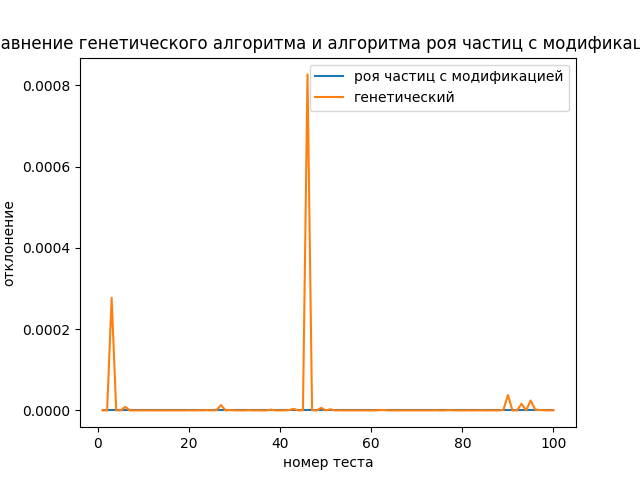 авнение генетического алгоритма и алгоритма роя частиц с модификац
роя частиц с модификацией
генетический
отклонение
0.0008
0.0006
0.0004
0.0002
0.0000
0 20 40 60 80 100
номер теста